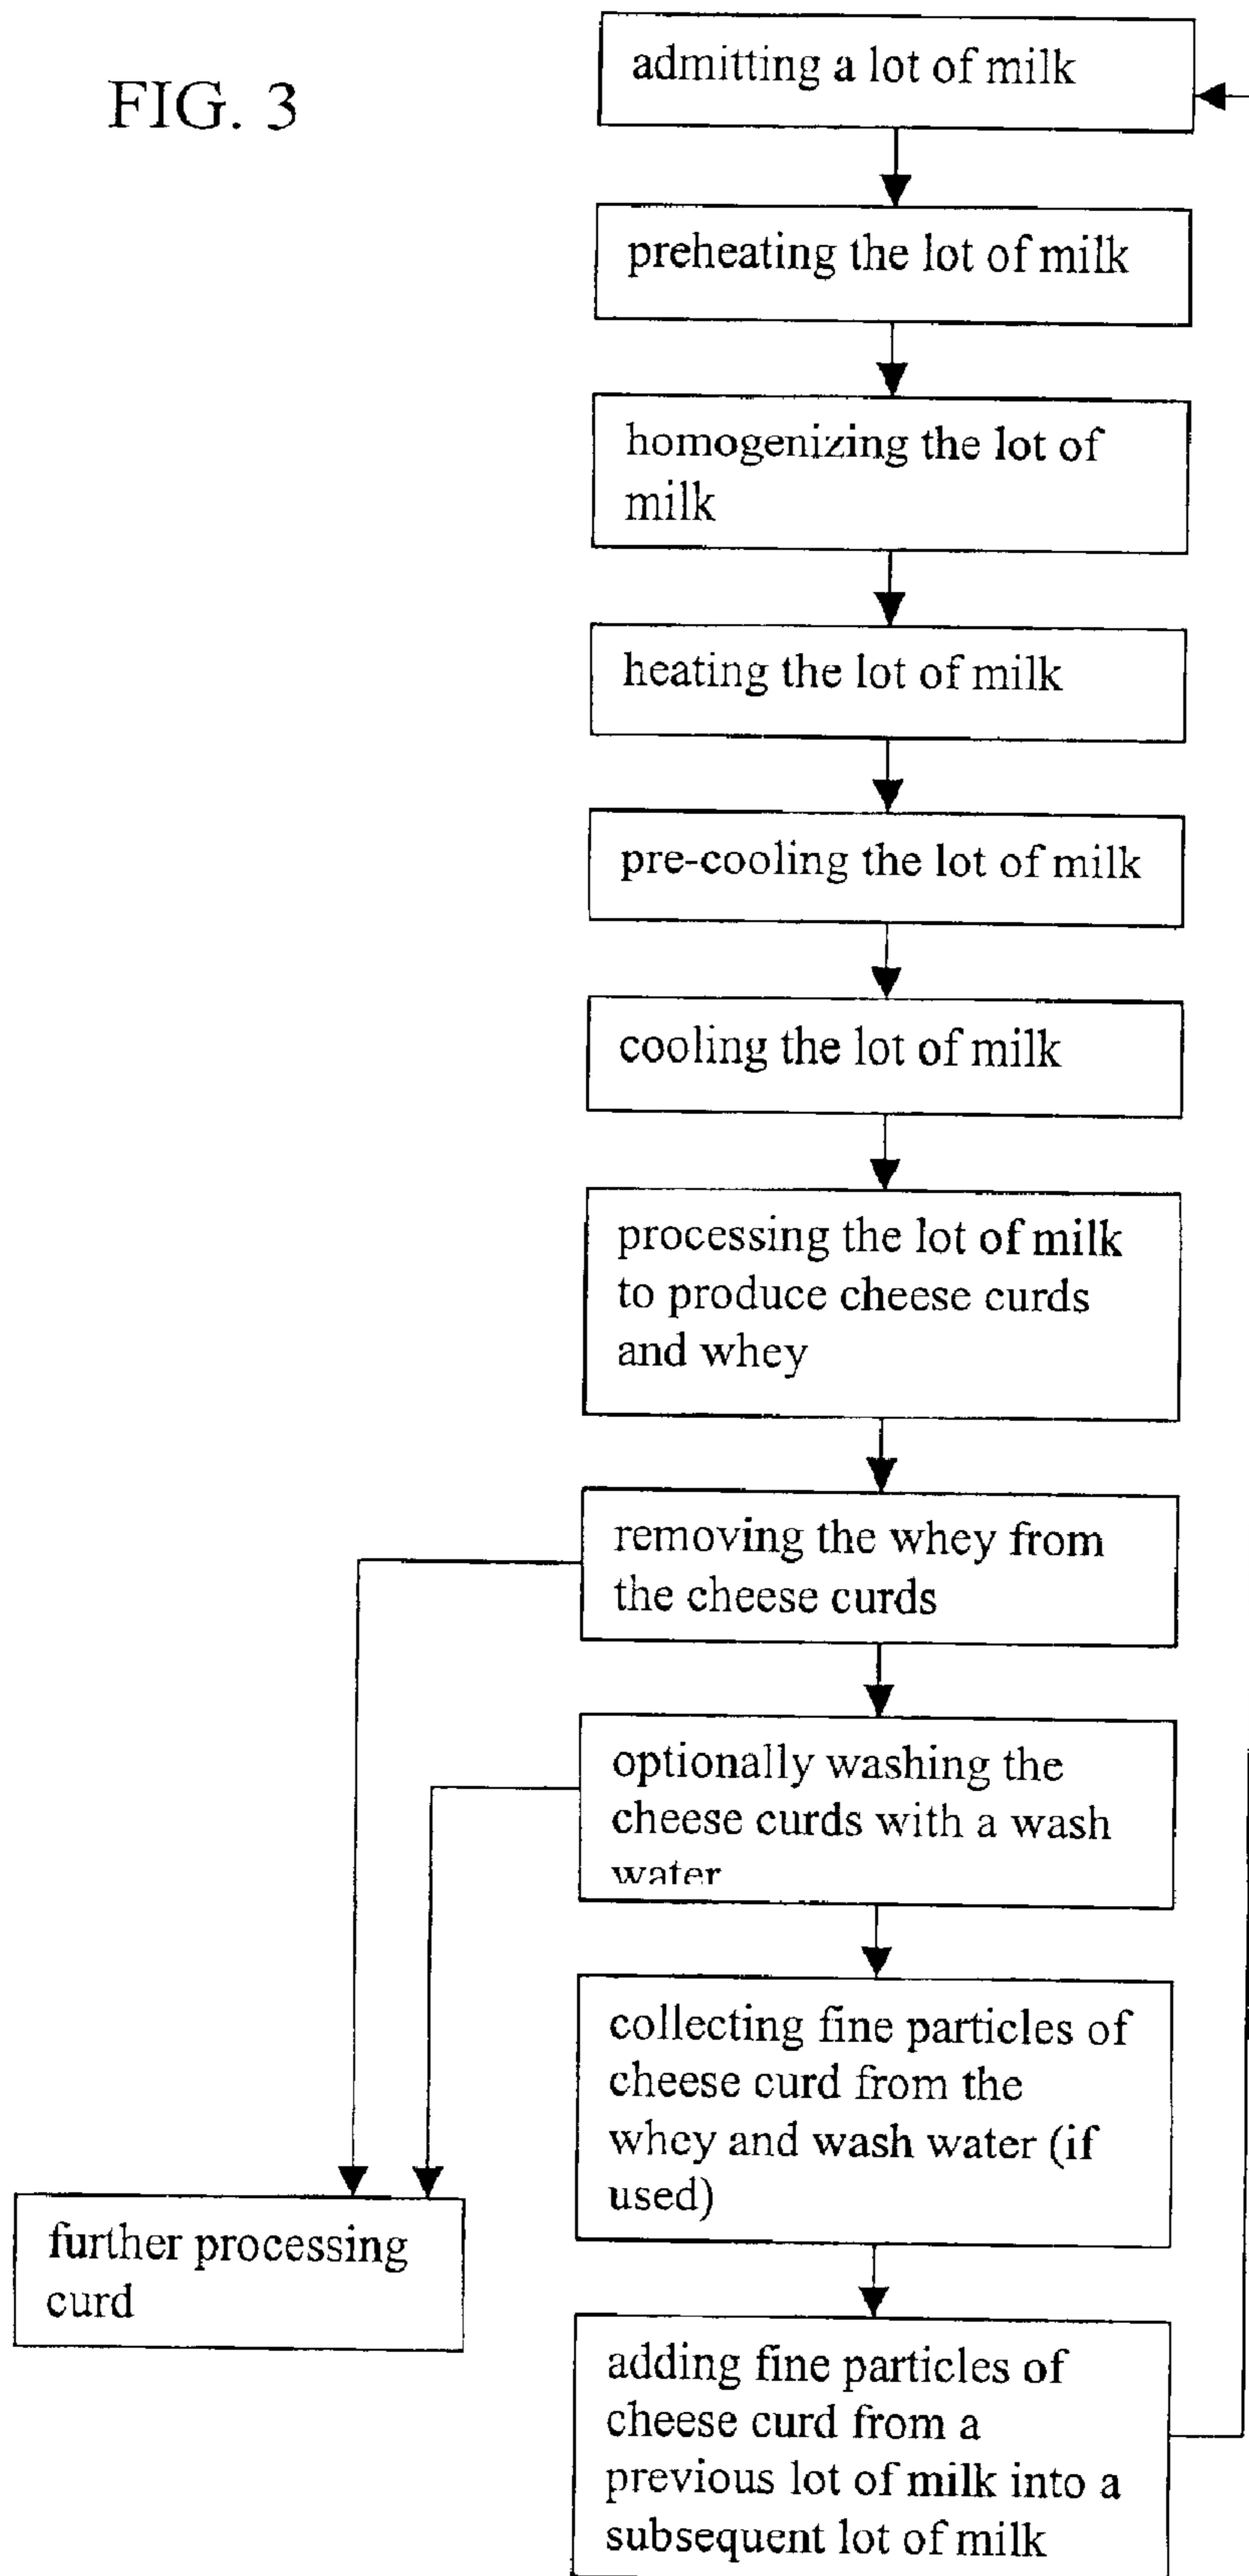 FIG. 3
admitting a lot of milk
preheating the lot of milk
homogenizing the lot of
milk
heating the lot of milk
pre-cooling the lot of milk
cooling the lot of milk
processing the lot of milk
to produce cheese curds
and whey
removing the whey from
the cheese curds
optionally washing the
cheese curds with a wash
water
collecting fine particles of
cheese curd from the
whey and wash water (if
used)
further processing
curd
adding fine particles of
cheese curd from a
previous lot of milk into a
subsequent lot of milk